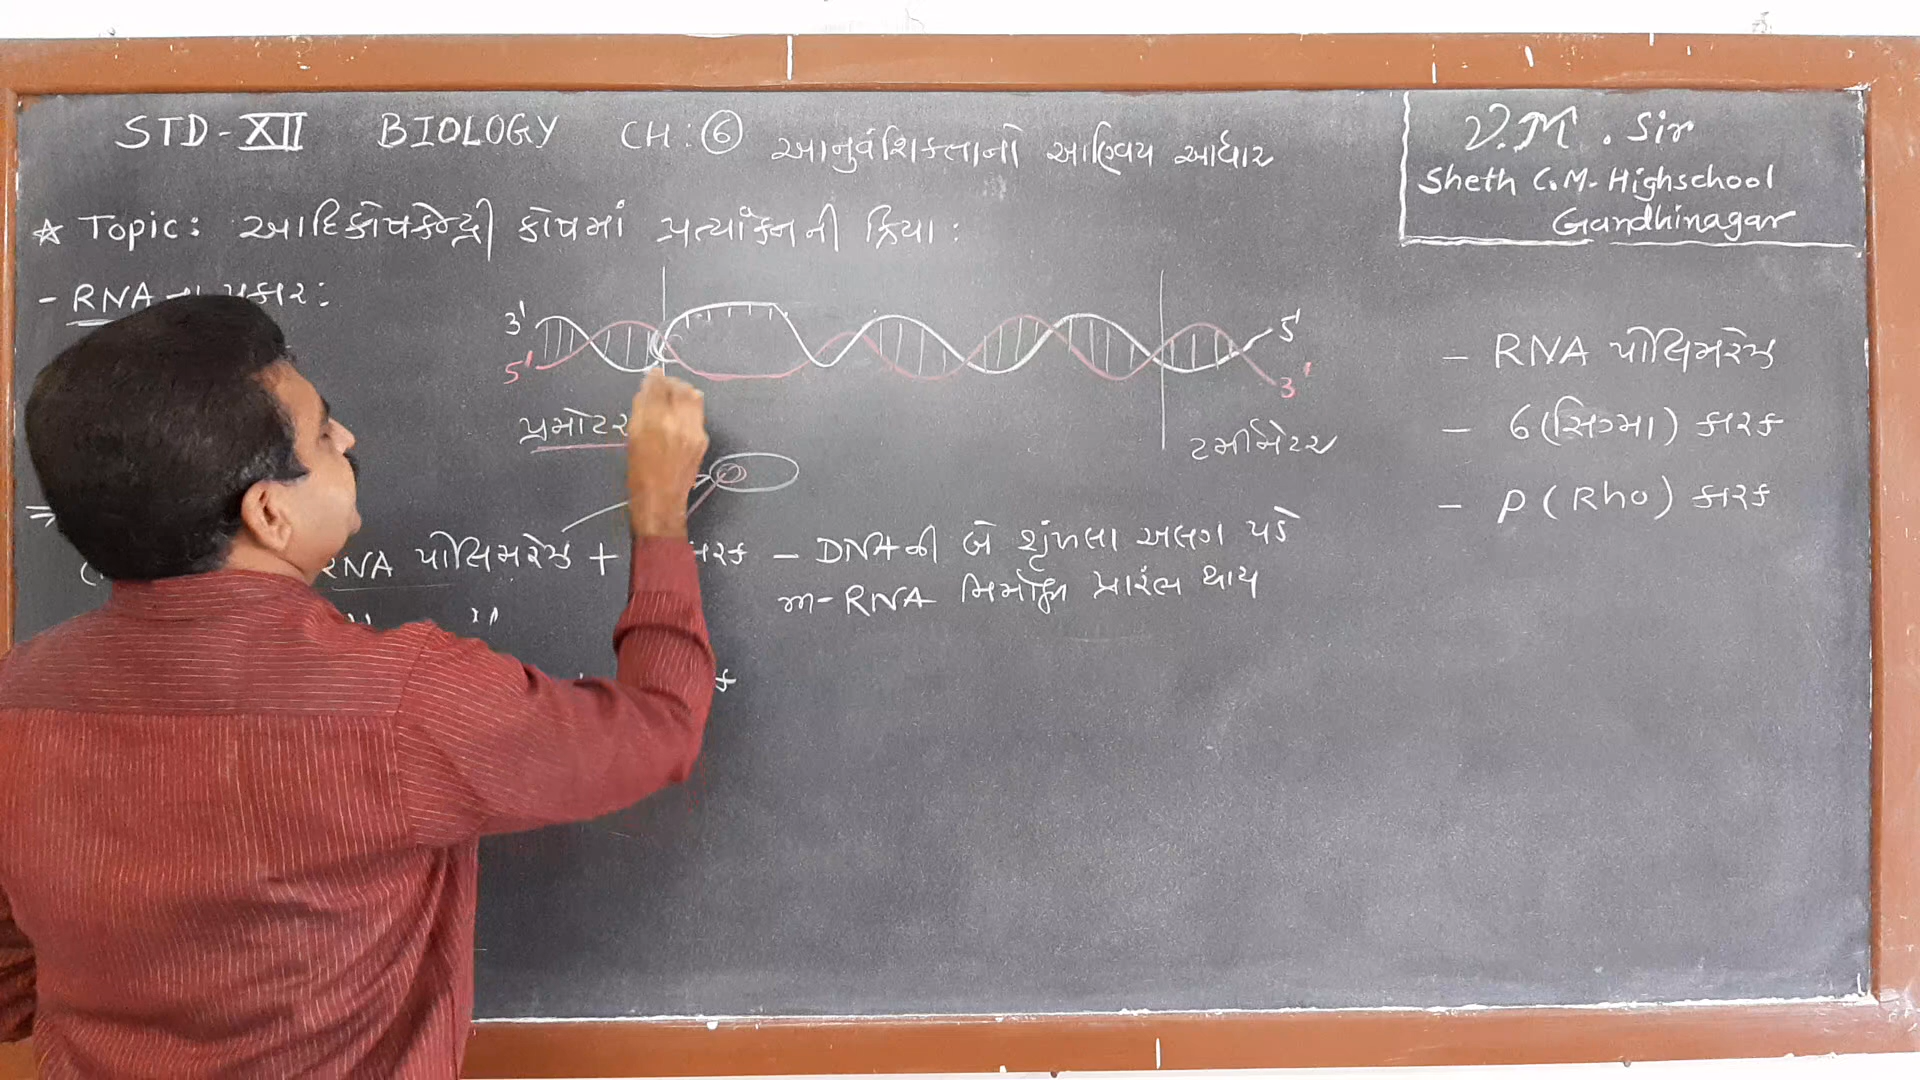 STD-XII BIOLOGY CH: 6 આનુવંશિકતાનો આણ્વિય આધાર
V.M. Sir
Sheth C.M. Highschool
Gandhinagar
☆ Topic: આદિકોષકેન્દ્રી કોષમાં પ્રત્યાંકનની ક્રિયા:
- RNA ના પ્રકાર:
3' 5'
5' 3'
પ્રમોટર
ટર્મીનેટર
- RNA પોલિમરેઝ
- 6 (સિગ્મા) કારક
- P (Rho) કારક
RNA પોલિમરેઝ + - DNAની બે શૃંખલા અલગ પડે
m-RNA નિર્માણ પ્રારંભ થાય